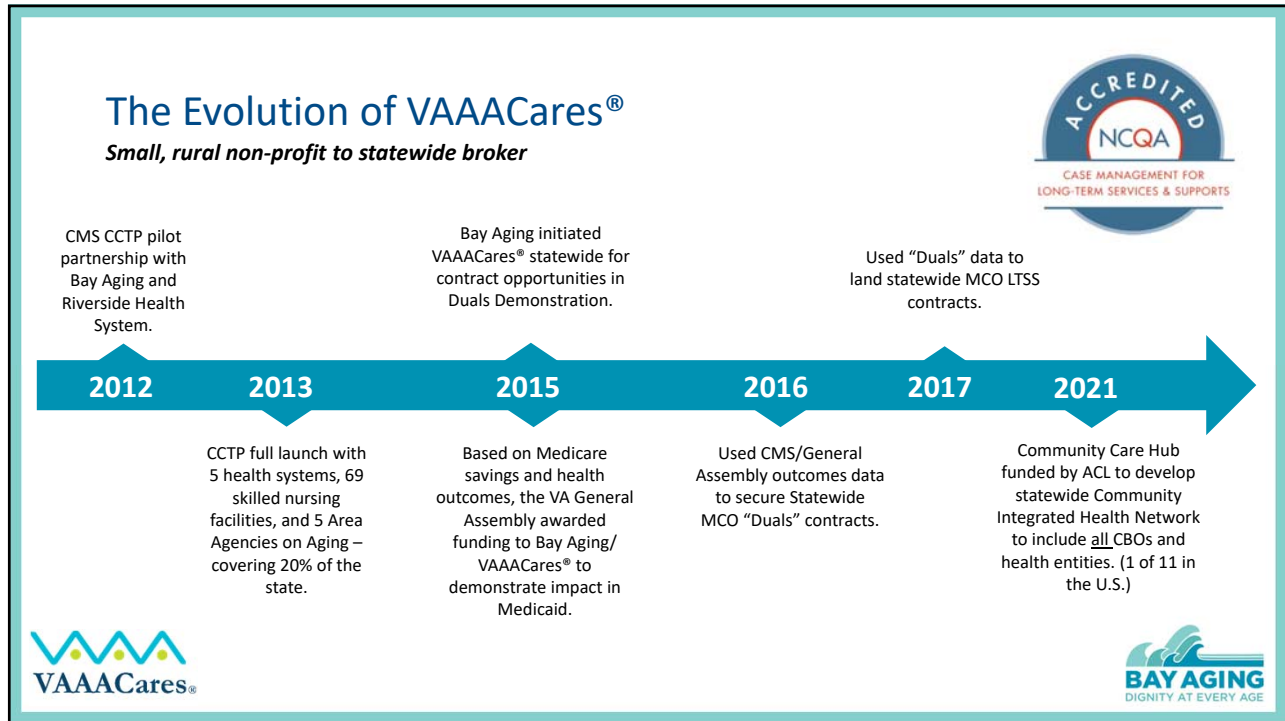 The Evolution of VAAACares®
Small, rural non-profit to statewide broker
ACCREDITED
NCQA
CASE MANAGEMENT FOR
LONG-TERM SERVICES & SUPPORTS
CMS CCTP pilot
partnership with
Bay Aging and
Riverside Health
System.
Bay Aging initiated
VAAACares® statewide for
contract opportunities in
Duals Demonstration.
Used “Duals” data to
land statewide MCO LTSS
contracts.
2012 2013 2015 2016 2017 2021
CCTP full launch with
5 health systems, 69
skilled nursing
facilities, and 5 Area
Agencies on Aging –
covering 20% of the
state.
Based on Medicare
savings and health
outcomes, the VA General
Assembly awarded
funding to Bay Aging/
VAAACares® to
demonstrate impact in
Medicaid.
Used CMS/General
Assembly outcomes data
to secure Statewide
MCO “Duals” contracts.
Community Care Hub
funded by ACL to develop
statewide Community
Integrated Health Network
to include all CBOs and
health entities. (1 of 11 in
the U.S.)
VAAACares®
BAY AGING
DIGNITY AT EVERY AGE